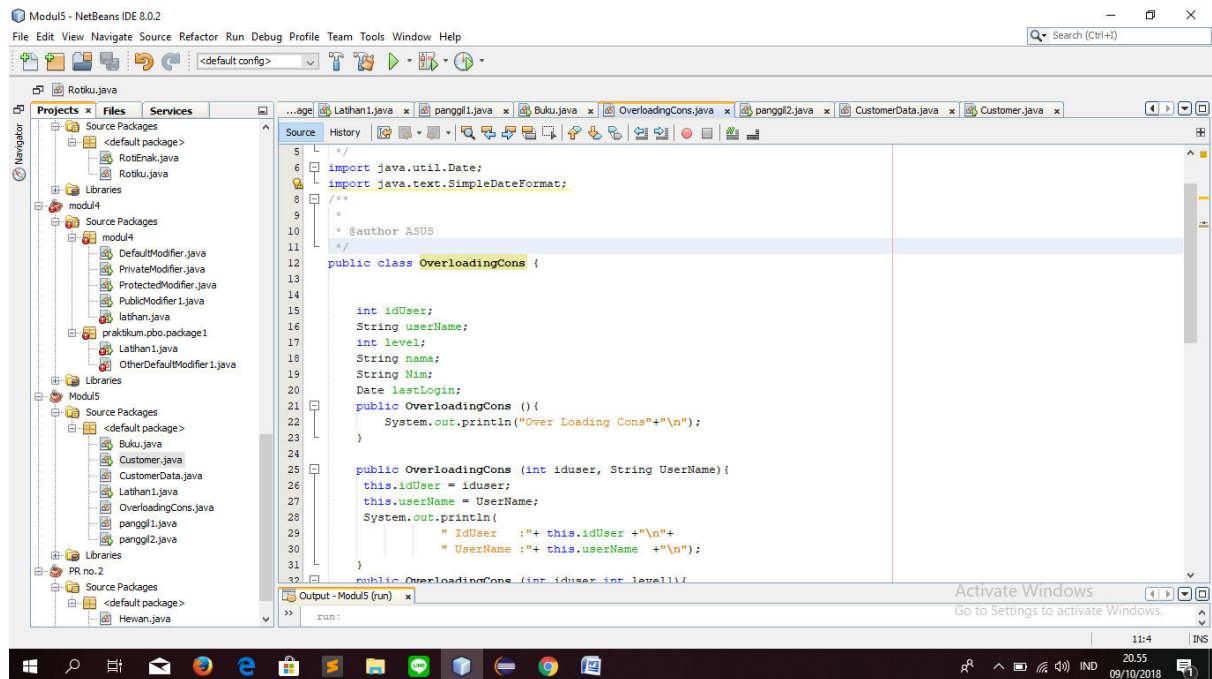 Modul5 - NetBeans IDE 8.0.2
File Edit View Navigate Source Refactor Run Debug Profile Team Tools Window Help
Search (Ctrl+I)
<default config>
Rotiku.java
Projects x Files Services
...age Latihan1.java x panggil1.java x Buku.java x OverloadingCons.java x panggil2.java x CustomerData.java x Customer.java x
Navigator
Source History
Source Packages
<default package>
RotiEnak.java
Rotiku.java
Libraries
modul4
Source Packages
modul4
DefaultModifier.java
PrivateModifier.java
ProtectedModifier.java
PublicModifier1.java
latihan.java
praktikum.pbo.package1
Latihan1.java
OtherDefaultModifier1.java
Libraries
Modul5
Source Packages
<default package>
Buku.java
Customer.java
CustomerData.java
Latihan1.java
OverloadingCons.java
panggil1.java
panggil2.java
Libraries
PR no.2
Source Packages
<default package>
Hewan.java
5 */
6 import java.util.Date;
import java.text.SimpleDateFormat;
8 /**
9 *
10 * @author ASUS
11 */
12 public class OverloadingCons {
13
14
15 int idUser;
16 String userName;
17 int level;
18 String nama;
19 String Nim;
20 Date lastLogin;
21 public OverloadingCons (){
22 System.out.println("Over Loading Cons"+"\n");
23 }
24
25 public OverloadingCons (int iduser, String UserName){
26 this.idUser = iduser;
27 this.userName = UserName;
28 System.out.println(
29 " IdUser :"+ this.idUser +"\n"+
30 " UserName :"+ this.userName +"\n");
31 }
32 public OverloadingCons (int iduser,int level1){
Output - Modul5 (run) x
run:
Activate Windows
Go to Settings to activate Windows.
11:4 INS
IND
20.55
09/10/2018